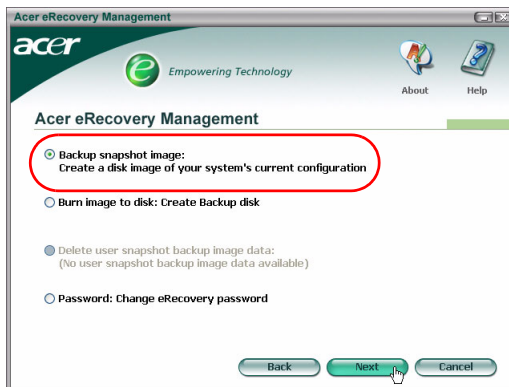 Acer eRecovery Management
acer
e
Empowering Technology
About
Help
Acer eRecovery Management
Backup snapshot image:
Create a disk image of your system's current configuration
Burn image to disk: Create Backup disk
Delete user snapshot backup image data:
(No user snapshot backup image data available)
Password: Change eRecovery password
Back
Next
Cancel